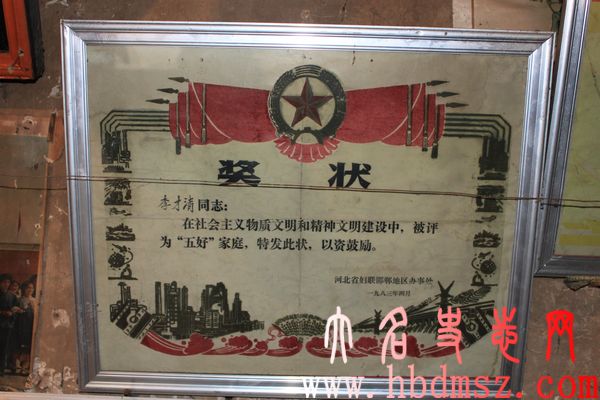 奖状
李才清同志:
在社会主义物质文明和精神文明建设中，被评
为“五好”家庭，特发此状，以资鼓励。
河北省妇联邯郸地区办事处
一九八三年四月
大名史志网
www.hbdmsz.com